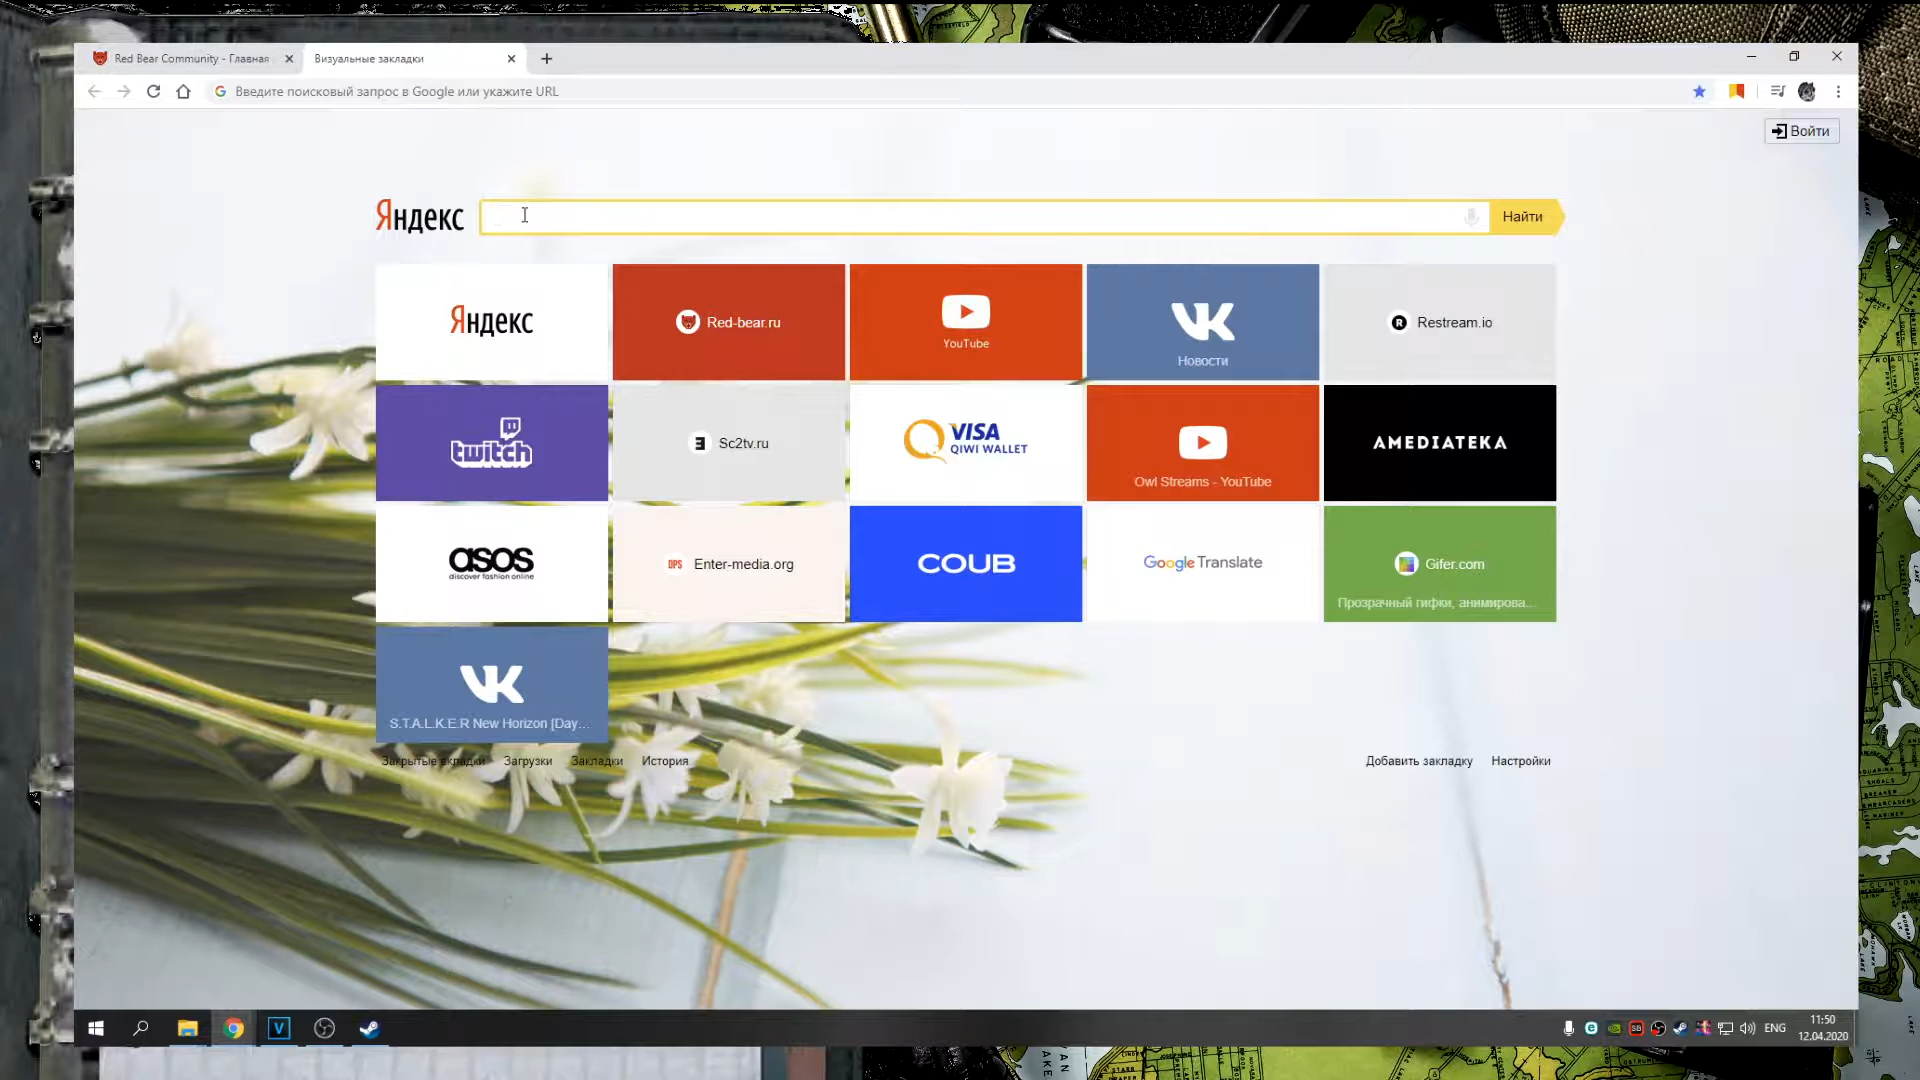 Red Bear Community - Главная
Визуальные закладки
Введите поисковый запрос в Google или укажите URL
Войти
Яндекс
Найти
Яндекс
Red-bear.ru
YouTube
VK
Новости
Restream.io
twitch
Sc2tv.ru
VISA
QIWI WALLET
Owl Streams - YouTube
AMEDIATEKA
asos
discover fashion online
OPS
Enter-media.org
COUB
Google Translate
Gifer.com
Прозрачный гифки, анимирова...
VK
S.T.A.L.K.E.R New Horizon [Day...
Закрытые вкладки
Загрузки
Закладки
История
Добавить закладку
Настройки
ENG
11:50
12.04.2020